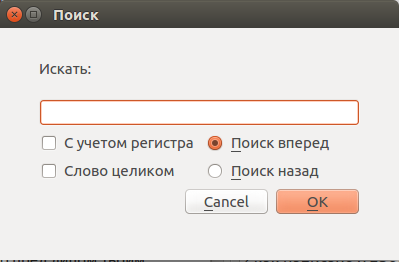 Поиск
Искать:
С учетом регистра
Поиск вперед
Слово целиком
Поиск назад
Cancel
OK